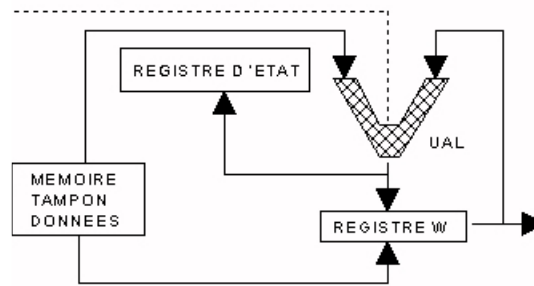 REGISTRE D'ETAT
UAL
MEMOIRE
TAMPON
DONNEES
REGISTRE W